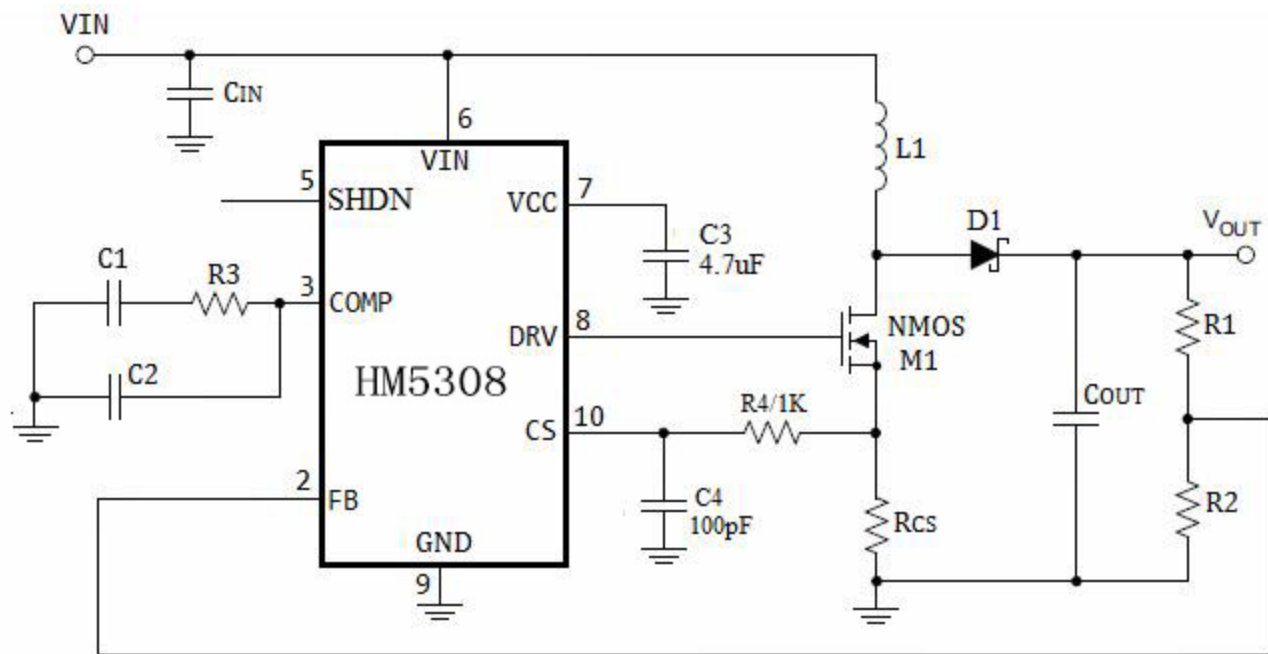 VIN
CIN
6
VIN
5
SHDN
VCC
7
C3
4.7uF
L1
D1
VOUT
C1
R3
3
COMP
DRV
8
NMOS
M1
R1
C2
HM5308
R4/1K
COUT
CS
10
2
FB
C4
100pF
RCS
R2
GND
9